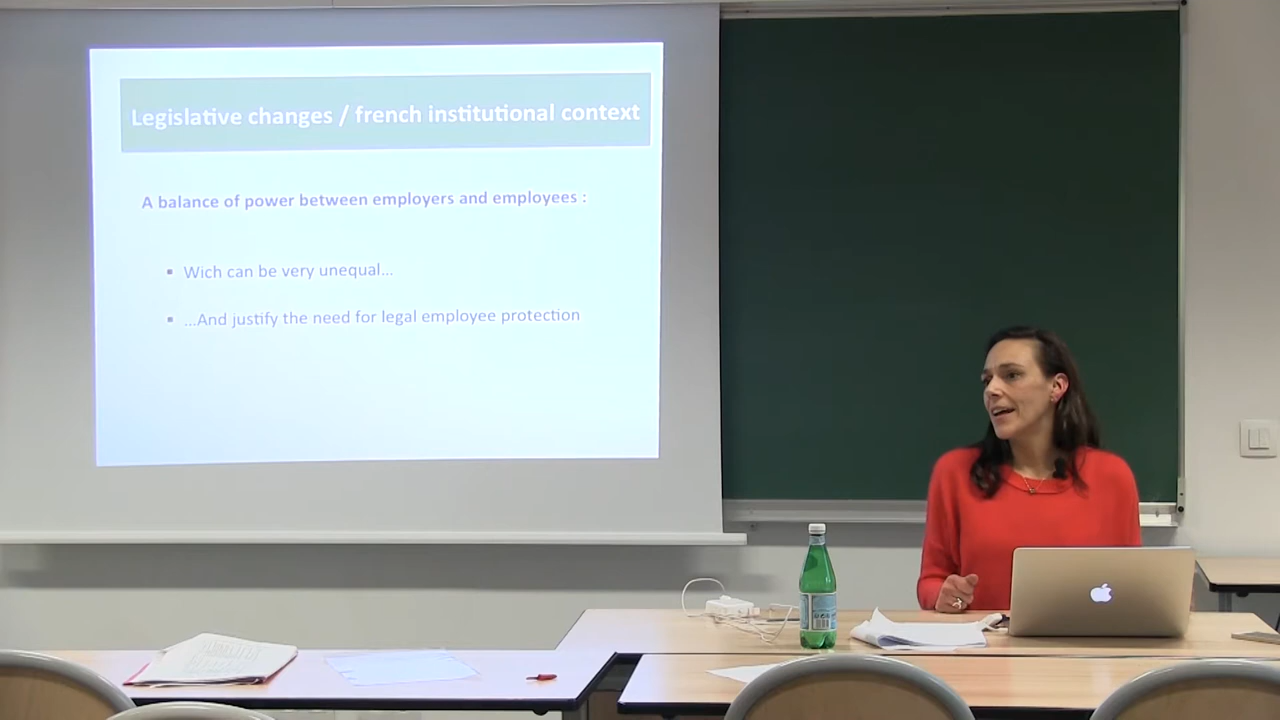 Legislative changes / french institutional context
A balance of power between employers and employees :
Wich can be very unequal...
...And justify the need for legal employee protection